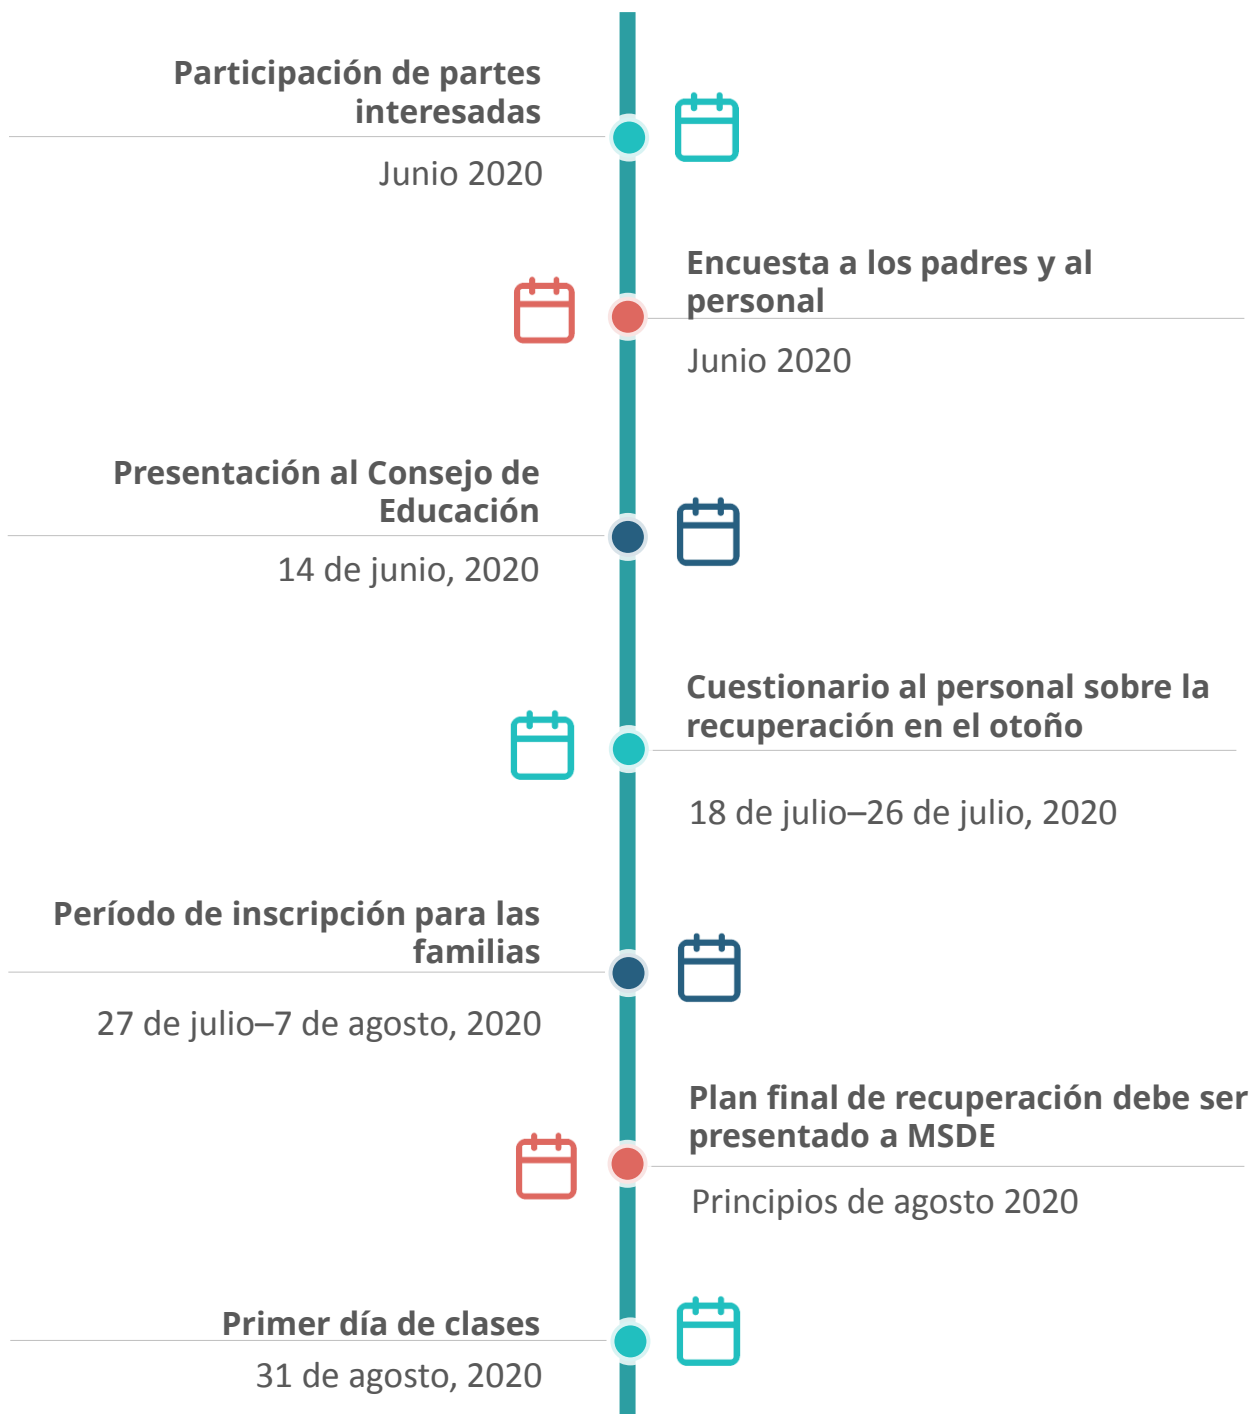 Participación de partes
interesadas
Junio 2020
Encuesta a los padres y al
personal
Junio 2020
Presentación al Consejo de
Educación
14 de junio, 2020
Cuestionario al personal sobre la
recuperación en el otoño
18 de julio–26 de julio, 2020
Período de inscripción para las
familias
27 de julio–7 de agosto, 2020
Plan final de recuperación debe ser
presentado a MSDE
Principios de agosto 2020
Primer día de clases
31 de agosto, 2020